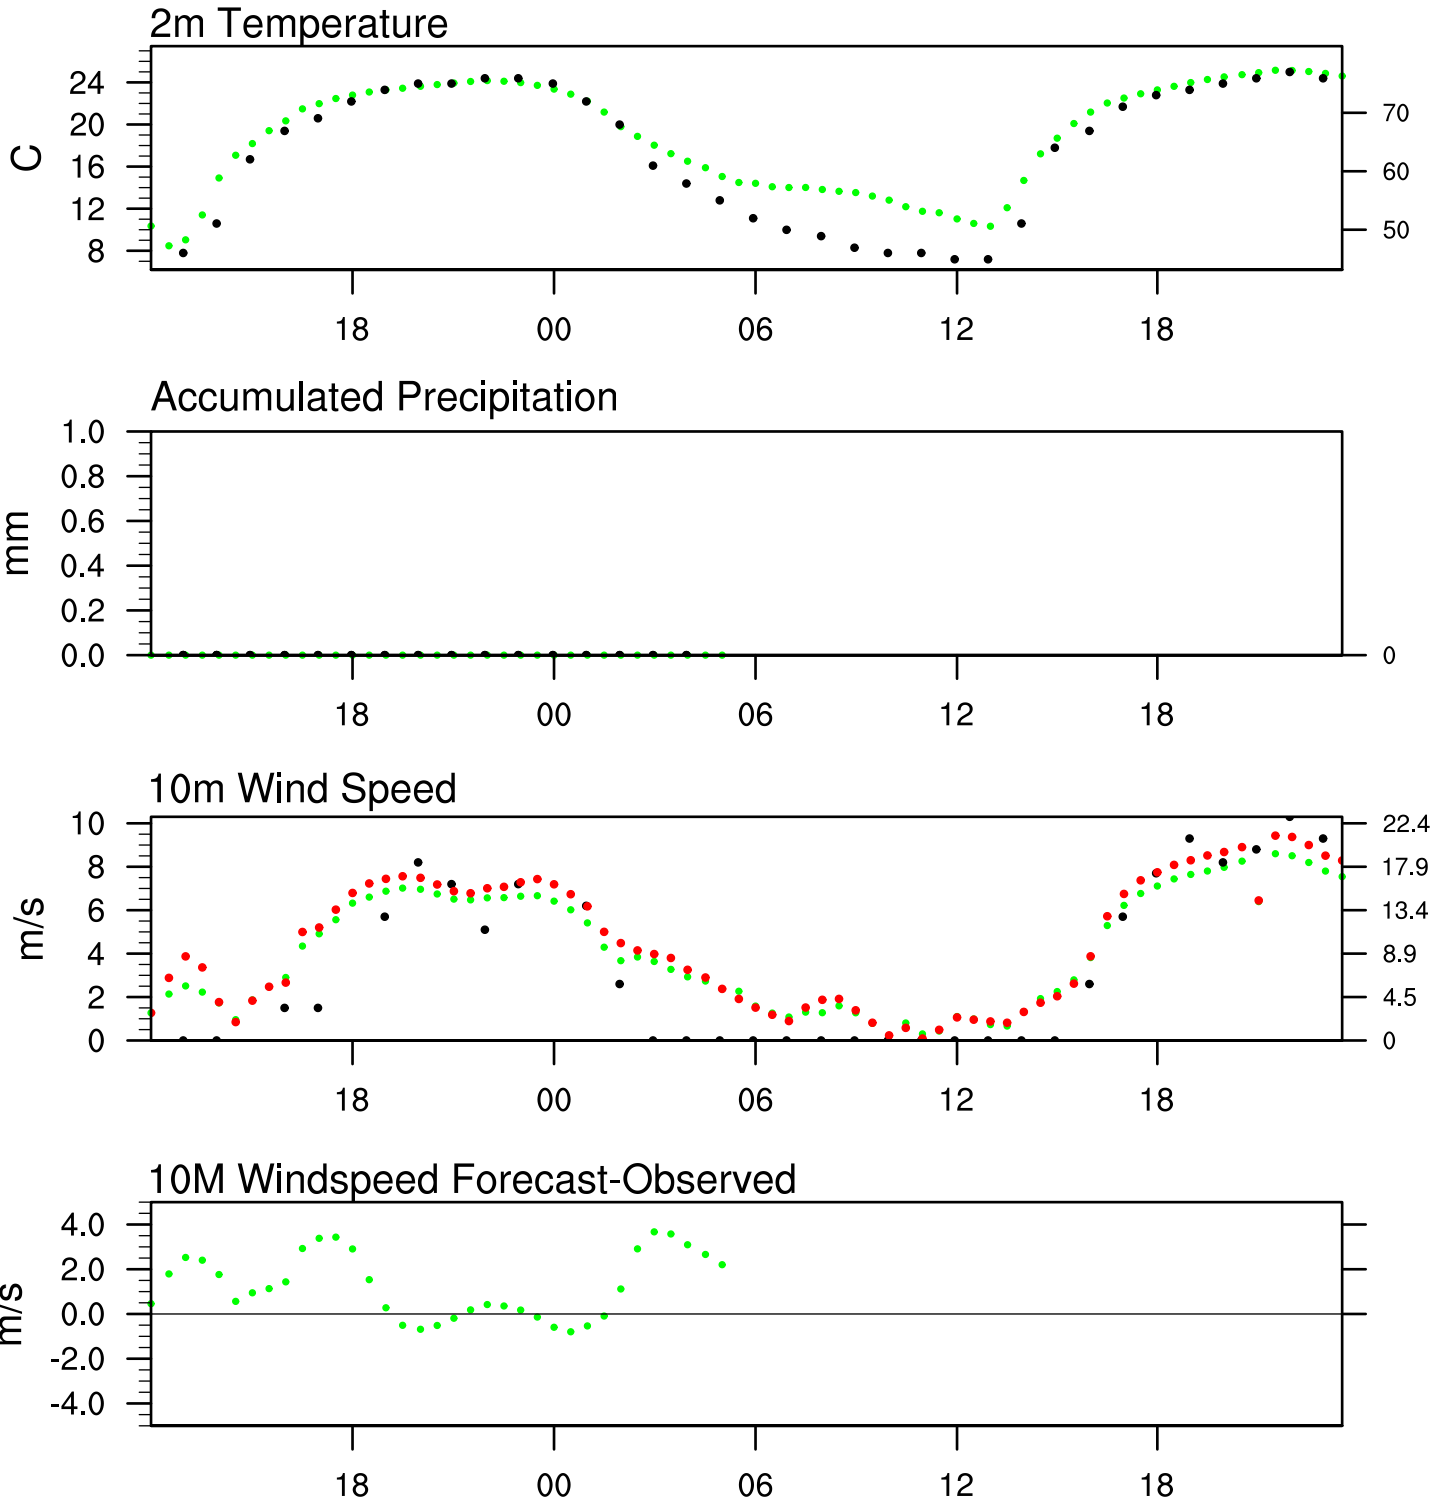 2m Temperature
24
20
16
12
8
C
70
60
50
18 00 06 12 18
Accumulated Precipitation
1.0
0.8
0.6
0.4
0.2
0.0
mm
0
18 00 06 12 18
10m Wind Speed
10
8
6
4
2
0
m/s
22.4
17.9
13.4
8.9
4.5
0
18 00 06 12 18
10M Windspeed Forecast-Observed
4.0
2.0
0.0
-2.0
-4.0
m/s
18 00 06 12 18